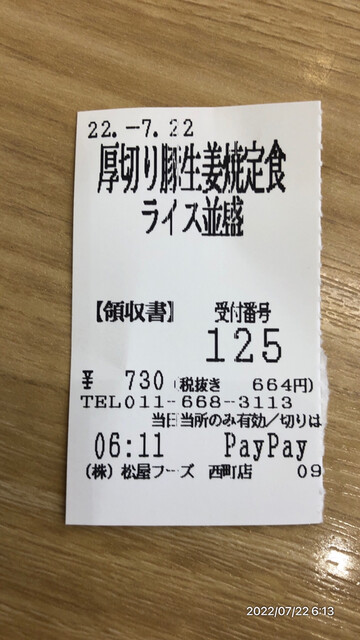 22.-7.22
厚切り豚生姜焼定食
ライス並盛
【領収書】 受付番号
125
¥ 730（税抜き 664円）
TEL011-668-3113
当日当所のみ有効／切りは
06:11 PayPay
（株）松屋フーズ 西町店 09
2022/07/22 6:13